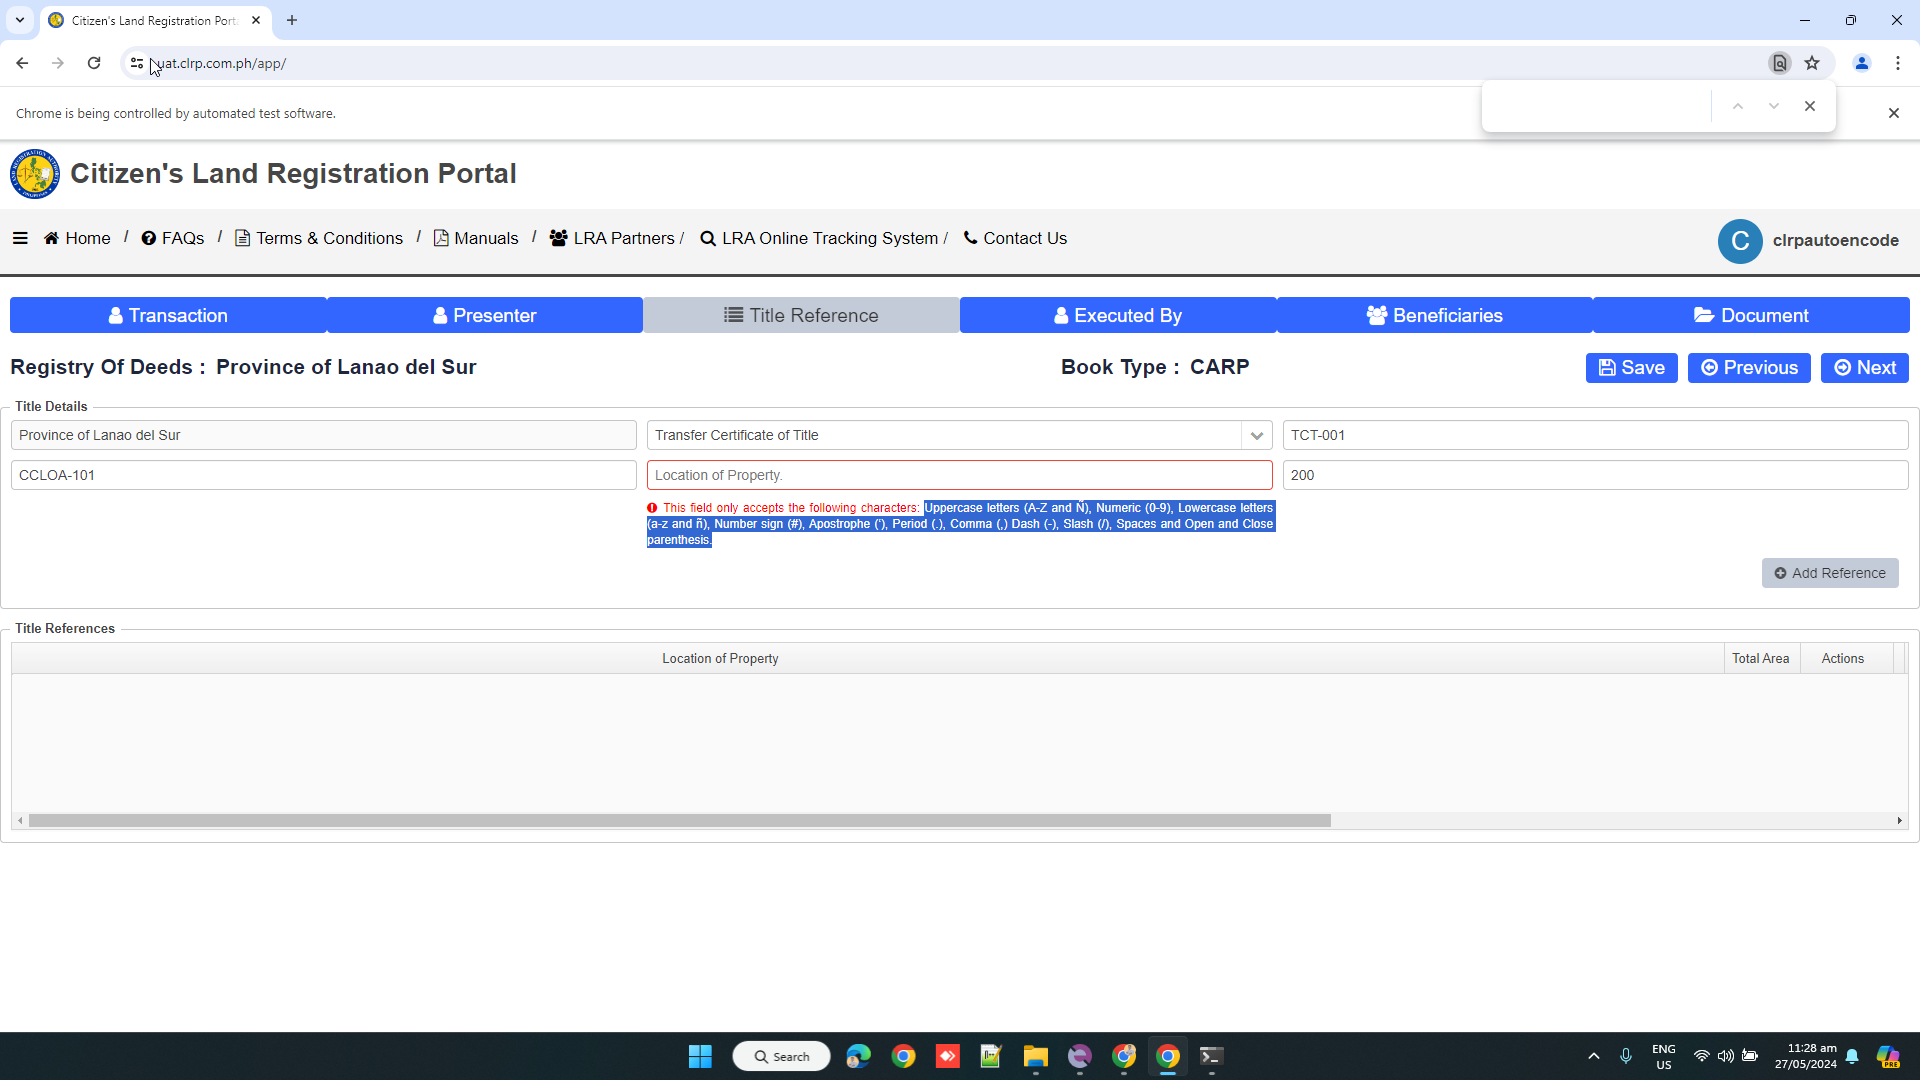 Citizen's Land Registration Porta
uat.clrp.com.ph/app/
Chrome is being controlled by automated test software.
Citizen's Land Registration Portal
Home / FAQs / Terms & Conditions / Manuals / LRA Partners / LRA Online Tracking System / Contact Us
C clrpautoencode
Transaction Presenter Title Reference Executed By Beneficiaries Document
Registry Of Deeds : Province of Lanao del Sur Book Type : CARP Save Previous Next
Title Details
Province of Lanao del Sur Transfer Certificate of Title TCT-001
CCLOA-101 Location of Property. 200
This field only accepts the following characters: Uppercase letters (A-Z and Ñ), Numeric (0-9), Lowercase letters
(a-z and ñ), Number sign (#), Apostrophe ('), Period (.), Comma (,) Dash (-), Slash (/), Spaces and Open and Close
parenthesis.
Add Reference
Title References
Location of Property Total Area Actions
Search
ENG
US
11:28 am
27/05/2024
PRE